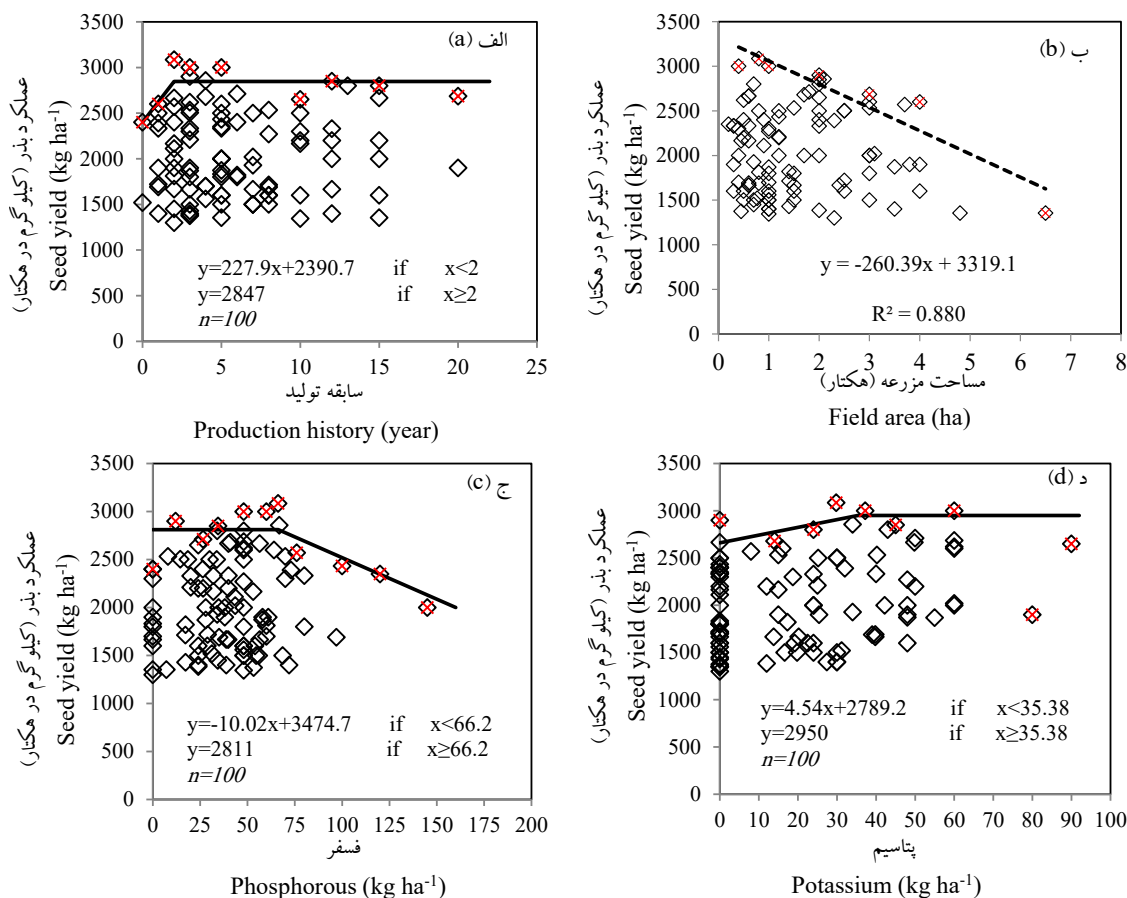 عملکرد بذر (کیلو گرم در هکتار)
Seed yield (kg ha-1)
3500
3000
2500
2000
1500
1000
500
0
الف (a)
y=227.9x+2390.7 if x<2
y=2847 if x≥2
n=100
0 5 10 15 20 25
سابقه تولید
Production history (year)
عملکرد بذر (کیلو گرم در هکتار)
Seed yield (kg ha-1)
3500
3000
2500
2000
1500
1000
500
0
ب (b)
y = -260.39x + 3319.1
R² = 0.880
0 1 2 3 4 5 6 7 8
مساحت مزرعه (هکتار)
Field area (ha)
عملکرد بذر (کیلو گرم در هکتار)
Seed yield (kg ha-1)
3500
3000
2500
2000
1500
1000
500
0
ج (c)
y=-10.02x+3474.7 if x<66.2
y=2811 if x≥66.2
n=100
0 25 50 75 100 125 150 175 200
فسفر
Phosphorous (kg ha-1)
عملکرد بذر (کیلو گرم در هکتار)
Seed yield (kg ha-1)
3500
3000
2500
2000
1500
1000
500
0
د (d)
y=4.54x+2789.2 if x<35.38
y=2950 if x≥35.38
n=100
0 10 20 30 40 50 60 70 80 90 100
پتاسیم
Potassium (kg ha-1)